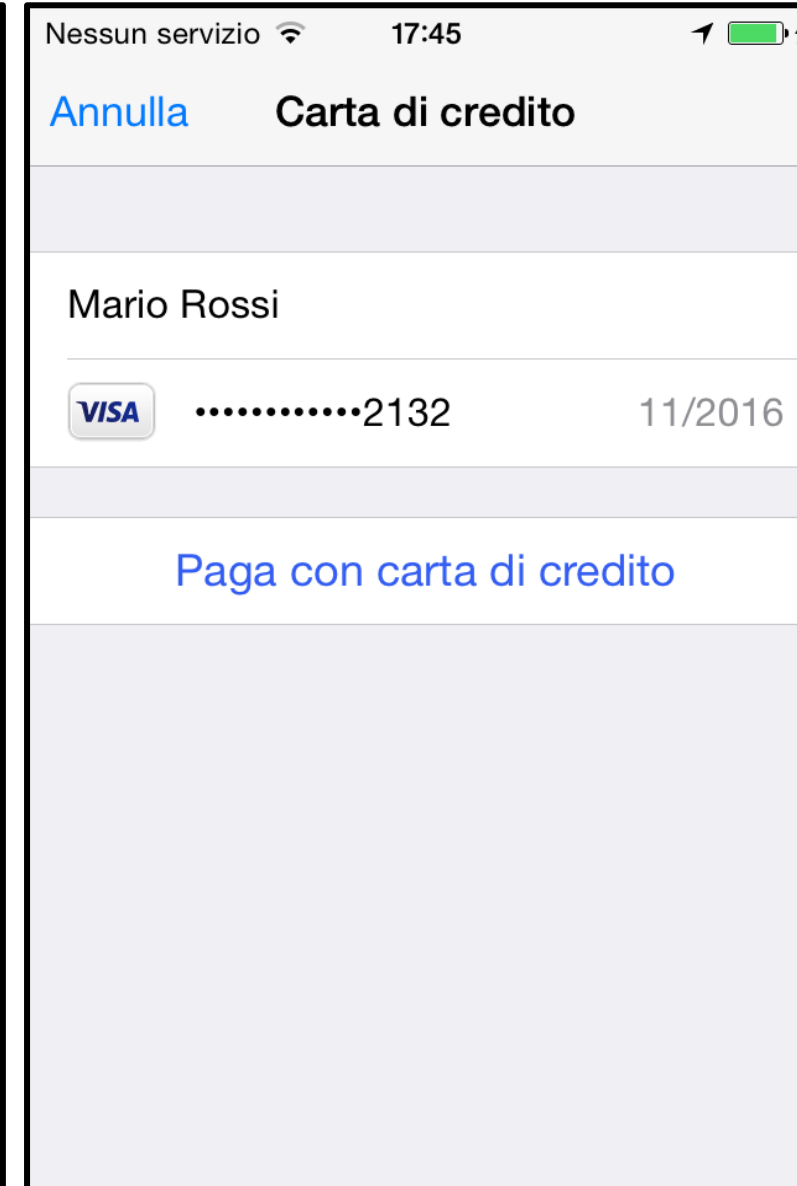 Nessun servizio 17:45
Annulla Carta di credito
Mario Rossi
VISA ••••••••••••2132 11/2016
Paga con carta di credito